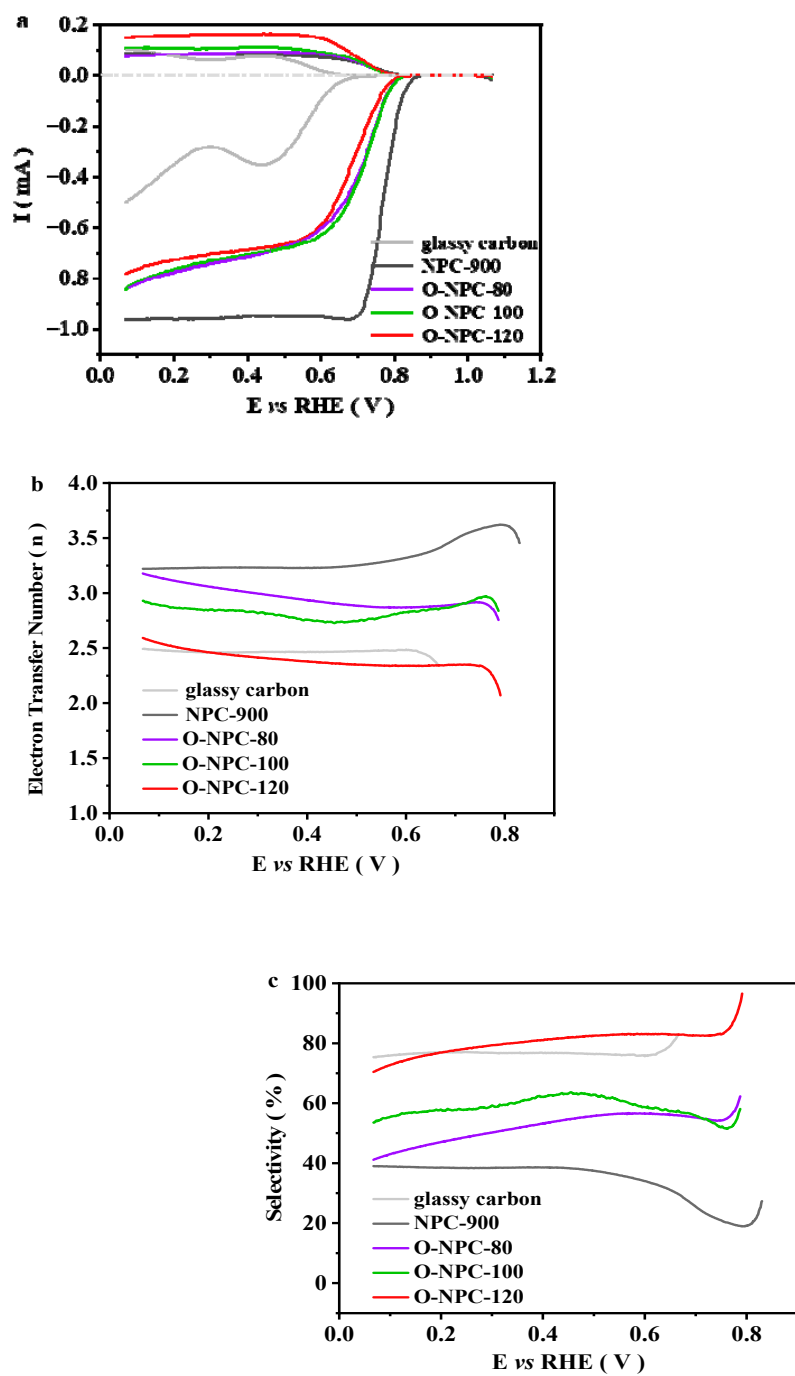 a
0.2
0.0
−0.2
−0.4
−0.6
0.8
−1.0
I ( mA )
glassy carbon
NPC-900
O-NPC-80
O NPC 100
O-NPC-120
0.0 0.2 0.4 0.6 0.8 1.0 1.2
E vs RHE ( V )
b
4.0
3.5
3.0
2.5
2.0
1.5
1.0
Electron Transfer Number ( n )
glassy carbon
NPC-900
O-NPC-80
O-NPC-100
O-NPC-120
0.0 0.2 0.4 0.6 0.8
E vs RHE ( V )
c
100
80
60
40
20
0
Selectivity ( % )
glassy carbon
NPC-900
O-NPC-80
O-NPC-100
O-NPC-120
0.0 0.2 0.4 0.6 0.8
E vs RHE ( V )